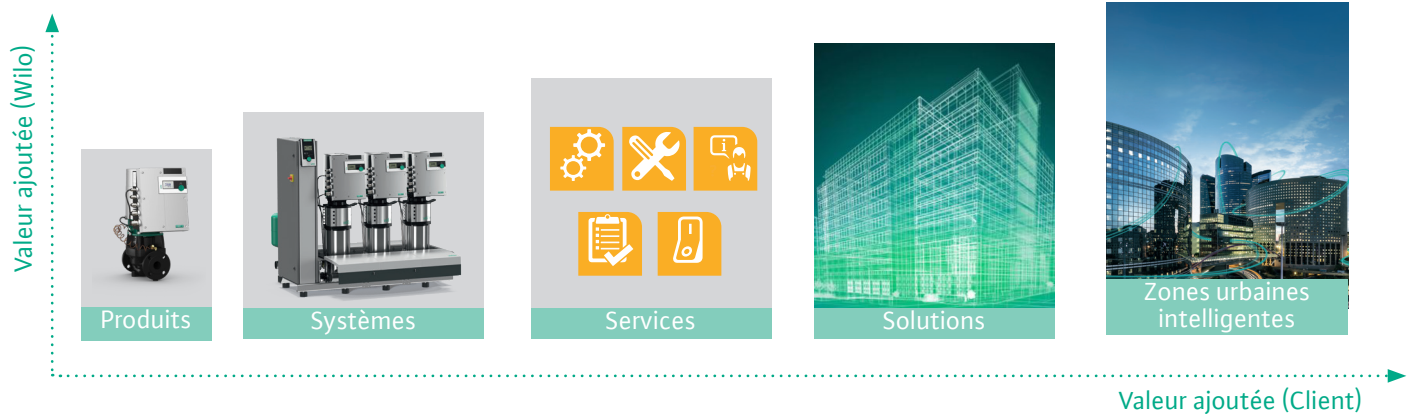 Valeur ajoutée (Wilo)
Produits
Systèmes
i
Services
Solutions
Zones urbaines
intelligentes
Valeur ajoutée (Client)